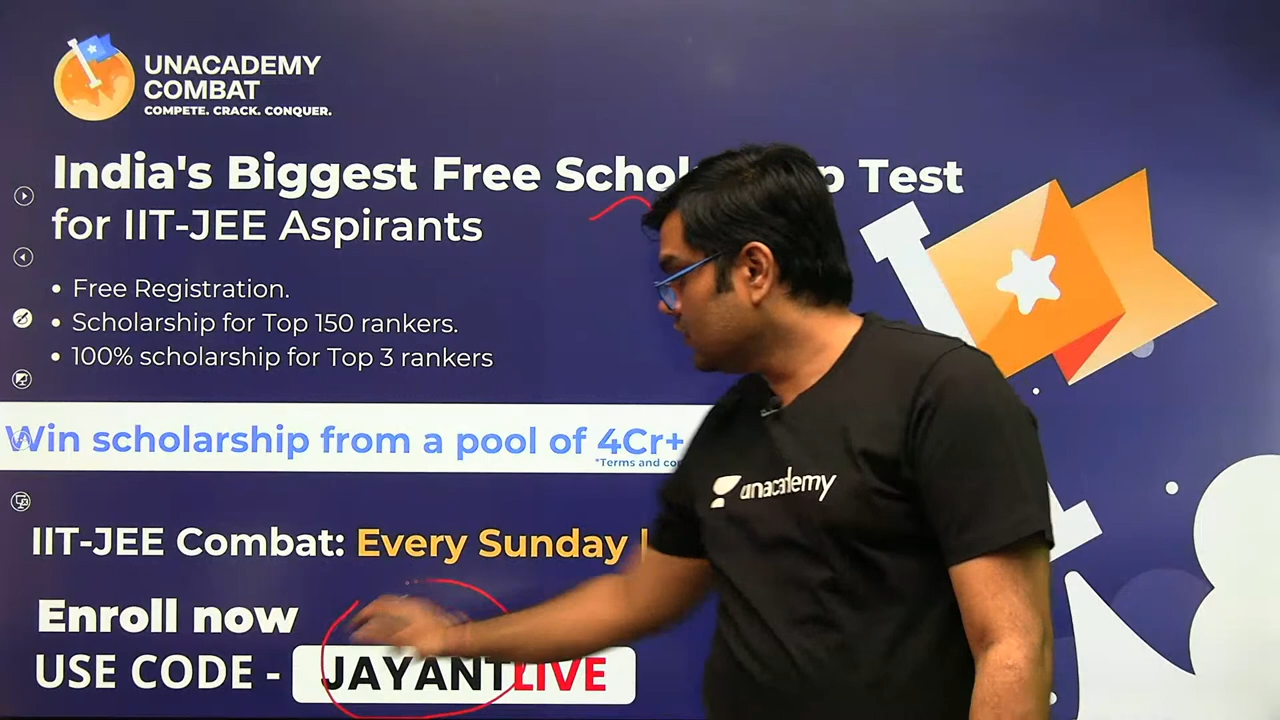 UNACADEMY
COMBAT
COMPETE. CRACK. CONQUER.
India's Biggest Free Test
for IIT-JEE Aspirants
• Free Registration.
• Scholarship for Top 150 rankers.
• 100% scholarship for Top 3 rankers
Win scholarship from a pool of 4Cr+
*Terms and
IIT-JEE Combat: Every Sunday |
Enroll now
USE CODE - JAYANTLIVE
unacademy